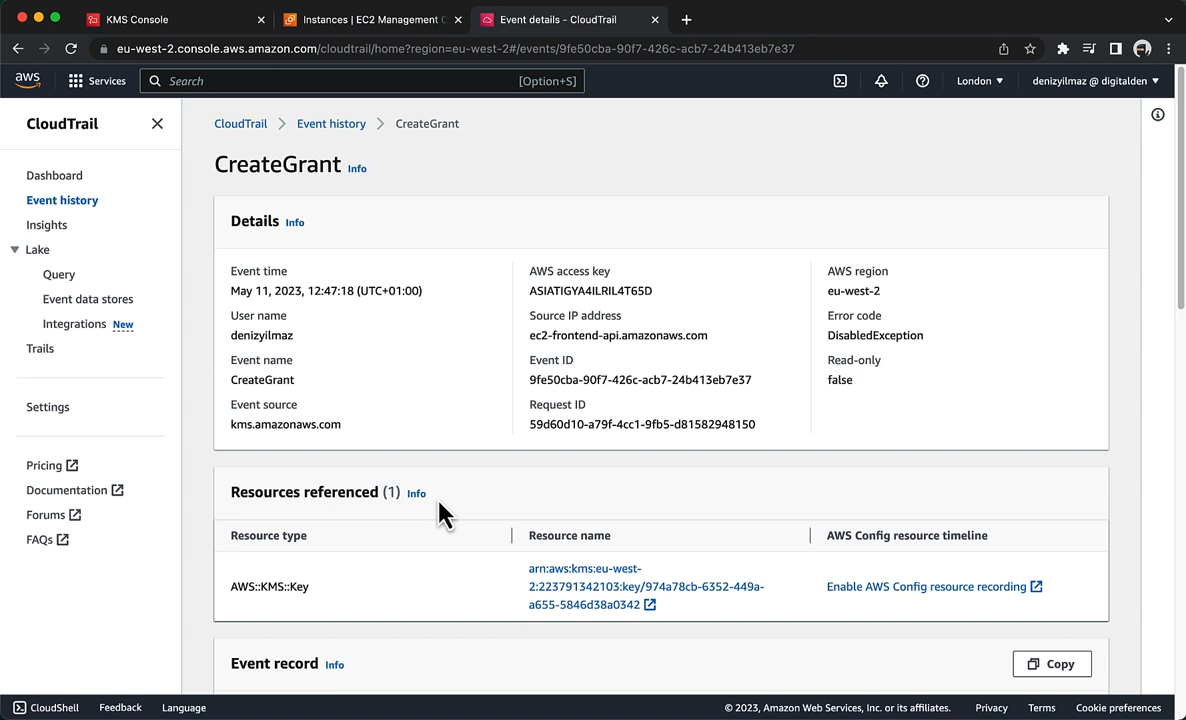 KMS Console
Instances | EC2 Management C
Event details - CloudTrail
eu-west-2.console.aws.amazon.com/cloudtrail/home?region=eu-west-2#/events/9fe50cba-90f7-426c-acb7-24b413eb7e37
aws
Services
Search
[Option+S]
London
denizyilmaz @ digitalden
CloudTrail
Dashboard
Event history
Insights
Lake
Query
Event data stores
Integrations New
Trails
Settings
Pricing
Documentation
Forums
FAQs
CloudTrail
Event history
CreateGrant
CreateGrant Info
Details Info
Event time
May 11, 2023, 12:47:18 (UTC+01:00)
User name
denizyilmaz
Event name
CreateGrant
Event source
kms.amazonaws.com
AWS access key
ASIATIGYA4ILRIL4T65D
Source IP address
ec2-frontend-api.amazonaws.com
Event ID
9fe50cba-90f7-426c-acb7-24b413eb7e37
Request ID
59d60d10-a79f-4cc1-9fb5-d81582948150
AWS region
eu-west-2
Error code
DisabledException
Read-only
false
Resources referenced (1) Info
Resource type
Resource name
AWS Config resource timeline
AWS::KMS::Key
arn:aws:kms:eu-west-
2:223791342103:key/974a78cb-6352-449a-
a655-5846d38a0342
Enable AWS Config resource recording
Event record Info
Copy
CloudShell
Feedback
Language
© 2023, Amazon Web Services, Inc. or its affiliates.
Privacy
Terms
Cookie preferences